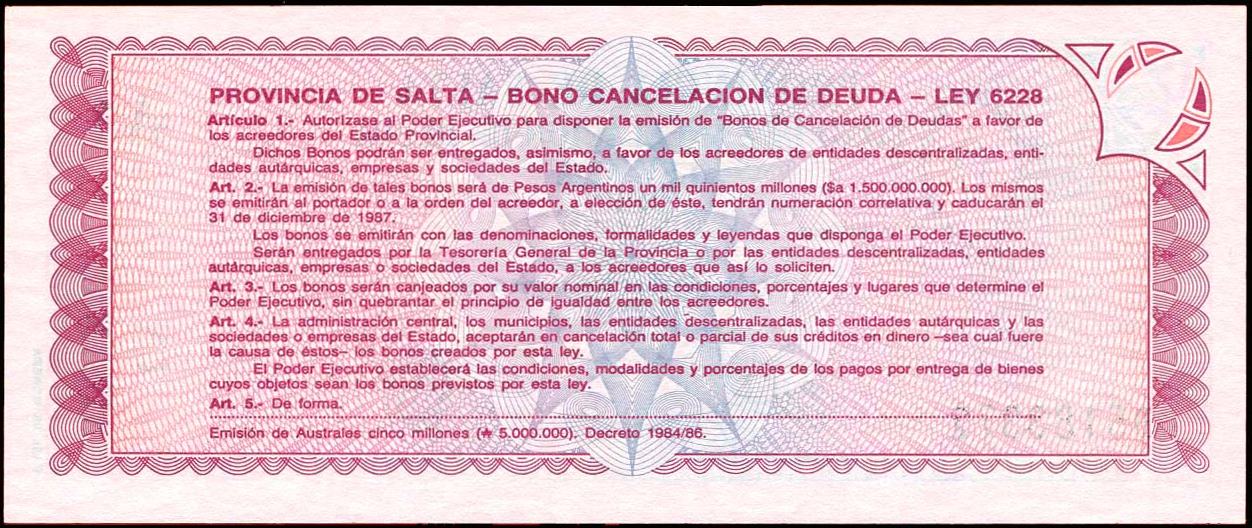 PROVINCIA DE SALTA – BONO CANCELACION DE DEUDA – LEY 6228
Artículo 1.- Autorízase al Poder Ejecutivo para disponer la emisión de "Bonos de Cancelación de Deudas" a favor de
los acreedores del Estado Provincial.
Dichos Bonos podrán ser entregados, asimismo, a favor de los acreedores de entidades descentralizadas, enti-
dades autárquicas, empresas y sociedades del Estado.
Art. 2.- La emisión de tales bonos será de Pesos Argentinos un mil quinientos millones ($a 1.500.000.000). Los mismos
se emitirán al portador o a la orden del acreedor, a elección de éste, tendrán numeración correlativa y caducarán el
31 de diciembre de 1987.
Los bonos se emitirán con las denominaciones, formalidades y leyendas que disponga el Poder Ejecutivo.
Serán entregados por la Tesorería General de la Provincia o por las entidades descentralizadas, entidades
autárquicas, empresas o sociedades del Estado, a los acreedores que así lo soliciten.
Art. 3.- Los bonos serán canjeados por su valor nominal en las condiciones, porcentajes y lugares que determine el
Poder Ejecutivo, sin quebrantar el principio de igualdad entre los acreedores.
Art. 4.- La administración central, los municipios, las entidades descentralizadas, las entidades autárquicas y las
sociedades o empresas del Estado, aceptarán en cancelación total o parcial de sus créditos en dinero –sea cual fuere
la causa de éstos– los bonos creados por esta ley.
El Poder Ejecutivo establecerá las condiciones, modalidades y porcentajes de los pagos por entrega de bienes
cuyos objetos sean los bonos previstos por esta ley.
Art. 5.- De forma.
Emisión de Australes cinco millones (₳ 5.000.000). Decreto 1984/86.